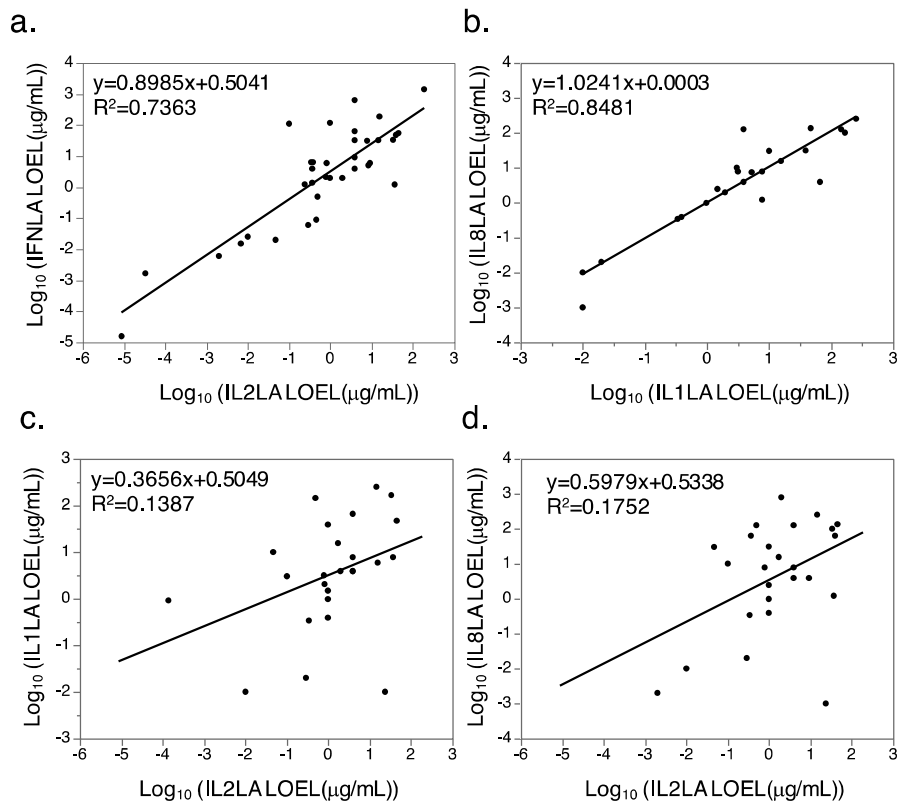 a.
y=0.8985x+0.5041
R²=0.7363
Log₁₀ (IFNLA LOEL(μg/mL))
4
3
2
1
0
-1
-2
-3
-4
-5
-6 -5 -4 -3 -2 -1 0 1 2 3
Log₁₀ (IL2LA LOEL(μg/mL))
b.
y=1.0241x+0.0003
R²=0.8481
Log₁₀ (IL8LA LOEL(μg/mL))
4
3
2
1
0
-1
-2
-3
-4
-3 -2 -1 0 1 2 3
Log₁₀ (IL1LA LOEL(μg/mL))
c.
y=0.3656x+0.5049
R²=0.1387
Log₁₀ (IL1LA LOEL(μg/mL))
3
2
1
0
-1
-2
-3
-6 -5 -4 -3 -2 -1 0 1 2 3
Log₁₀ (IL2LA LOEL(μg/mL))
d.
y=0.5979x+0.5338
R²=0.1752
Log₁₀ (IL8LA LOEL(μg/mL))
4
3
2
1
0
-1
-2
-3
-4
-6 -5 -4 -3 -2 -1 0 1 2 3
Log₁₀ (IL2LA LOEL(μg/mL))